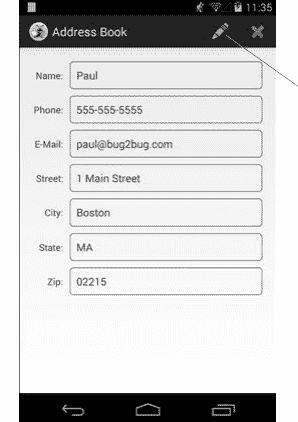 11:35
Address Book
Name: Paul
Phone: 555-555-5555
E-Mail: paul@bug2bug.com
Street: 1 Main Street
City: Boston
State: MA
Zip: 02215